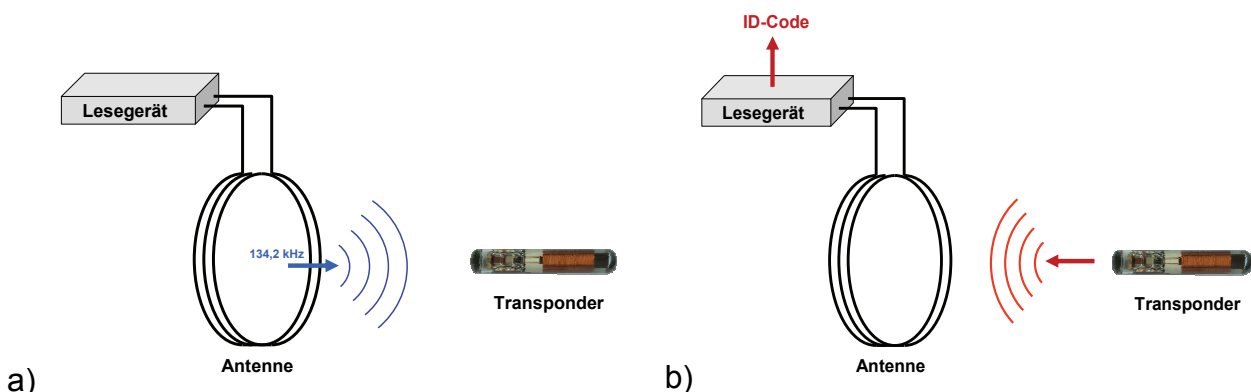 Lesegerät
134,2 kHz
Transponder
Antenne
a)
ID-Code
Lesegerät
Transponder
Antenne
b)